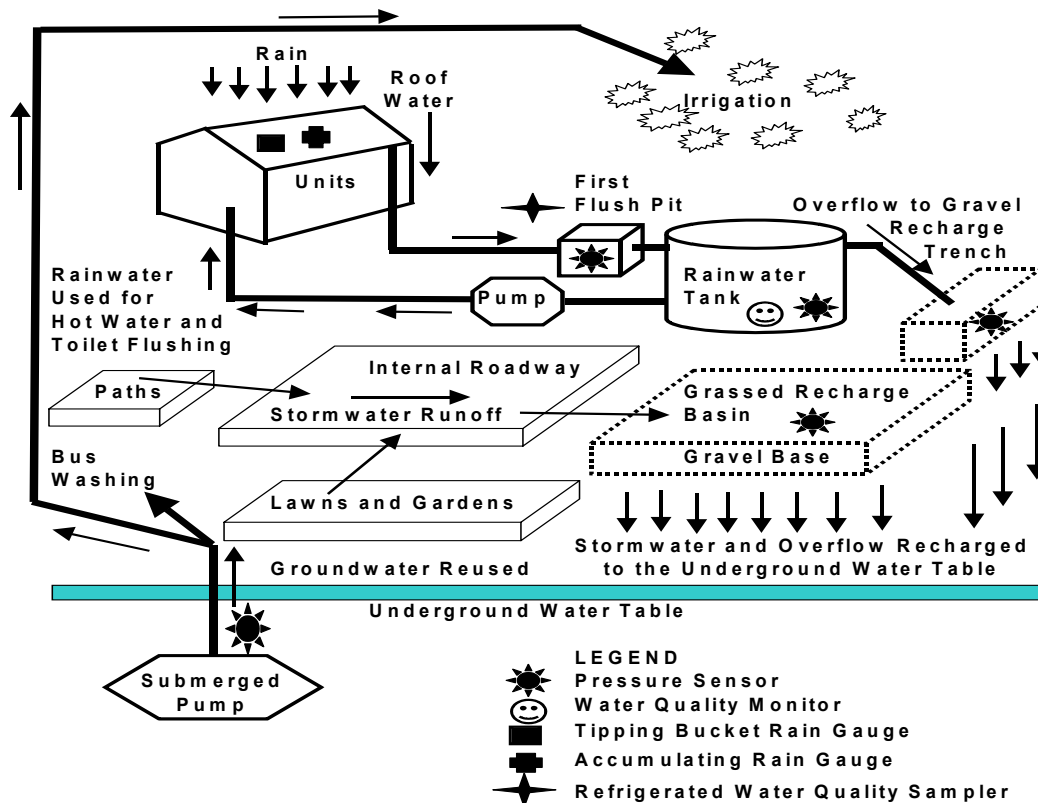 Rain
Roof
Water
Irrigation
Units
First
Flush Pit
Overflow to Gravel
Recharge
Trench
Rainwater
Tank
Pump
Rainwater
Used for
Hot Water and
Toilet Flushing
Internal Roadway
Paths
Stormwater Runoff
Grassed Recharge
Basin
Gravel Base
Bus
Washing
Lawns and Gardens
Stormwater and Overflow Recharged
to the Underground Water Table
Groundwater Reused
Underground Water Table
Submerged
Pump
LEGEND
Pressure Sensor
Water Quality Monitor
Tipping Bucket Rain Gauge
Accumulating Rain Gauge
Refrigerated Water Quality Sampler